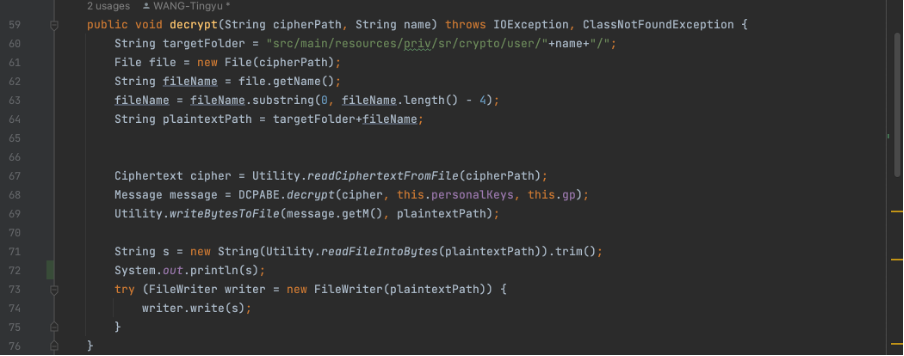 2 usages WANG-Tingyu *
59 public void decrypt(String cipherPath, String name) throws IOException, ClassNotFoundException {
60 String targetFolder = "src/main/resources/priv/sr/crypto/user/"+name+"/";
61 File file = new File(cipherPath);
62 String fileName = file.getName();
63 fileName = fileName.substring(0, fileName.length() - 4);
64 String plaintextPath = targetFolder+fileName;
65
66
67 Ciphertext cipher = Utility.readCiphertextFromFile(cipherPath);
68 Message message = DCPABE.decrypt(cipher, this.personalKeys, this.gp);
69 Utility.writeBytesToFile(message.getM(), plaintextPath);
70
71 String s = new String(Utility.readFileIntoBytes(plaintextPath)).trim();
72 System.out.println(s);
73 try (FileWriter writer = new FileWriter(plaintextPath)) {
74 writer.write(s);
75 }
76 }